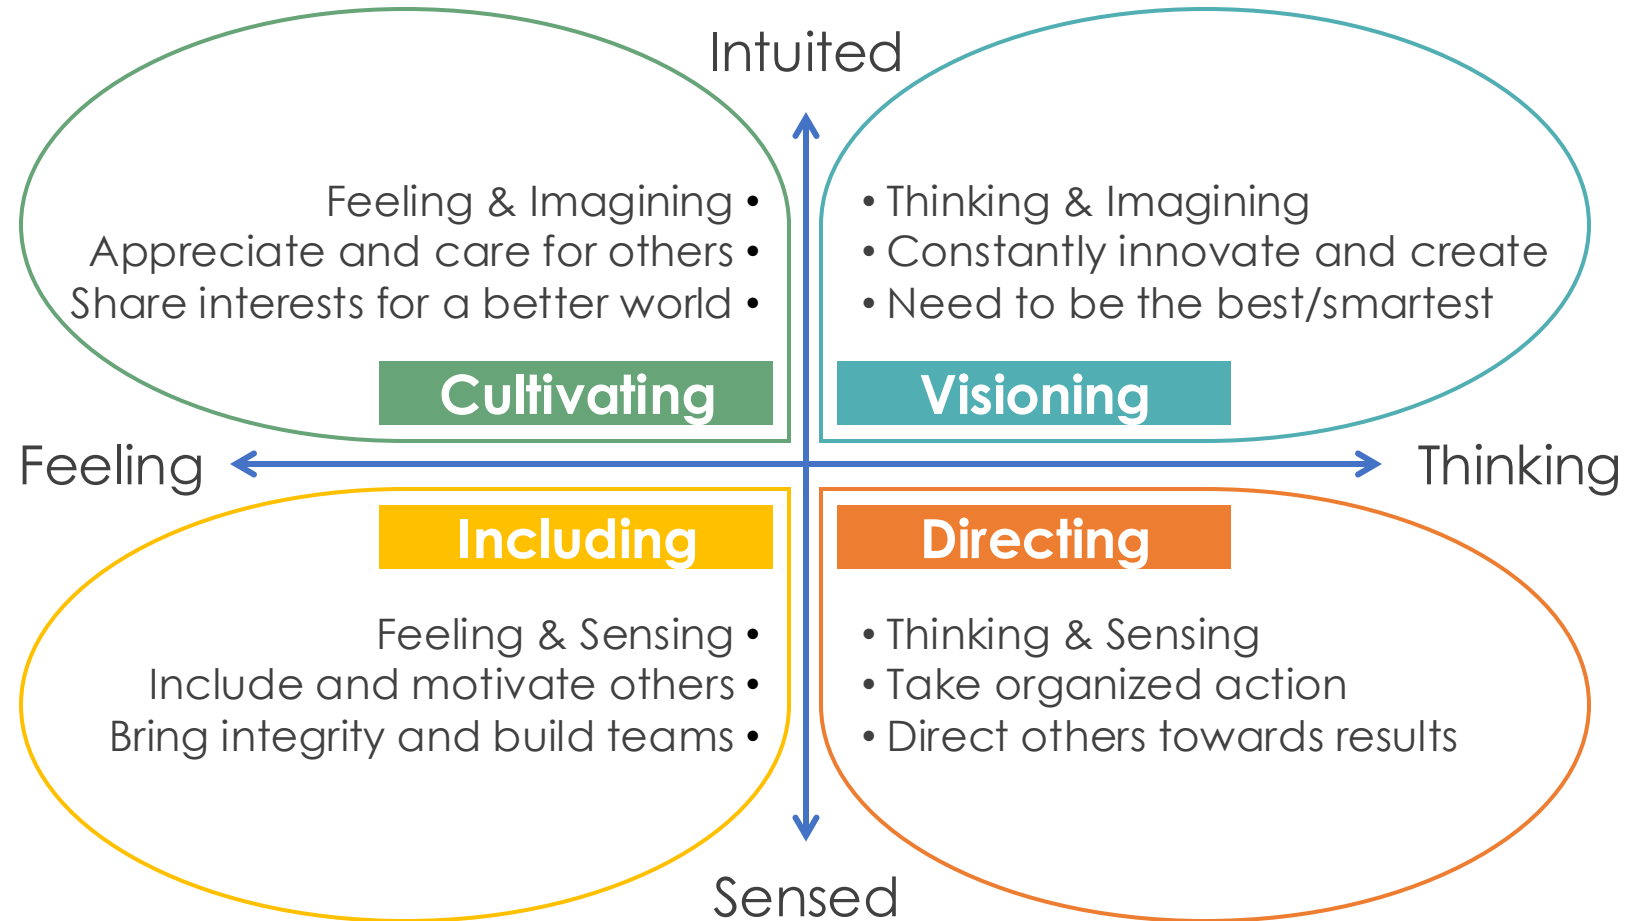 Intuited
Feeling & Imagining •
Appreciate and care for others •
Share interests for a better world •
Cultivating
• Thinking & Imagining
• Constantly innovate and create
• Need to be the best/smartest
Visioning
Feeling
Thinking
Including
Feeling & Sensing •
Include and motivate others •
Bring integrity and build teams •
Directing
• Thinking & Sensing
• Take organized action
• Direct others towards results
Sensed